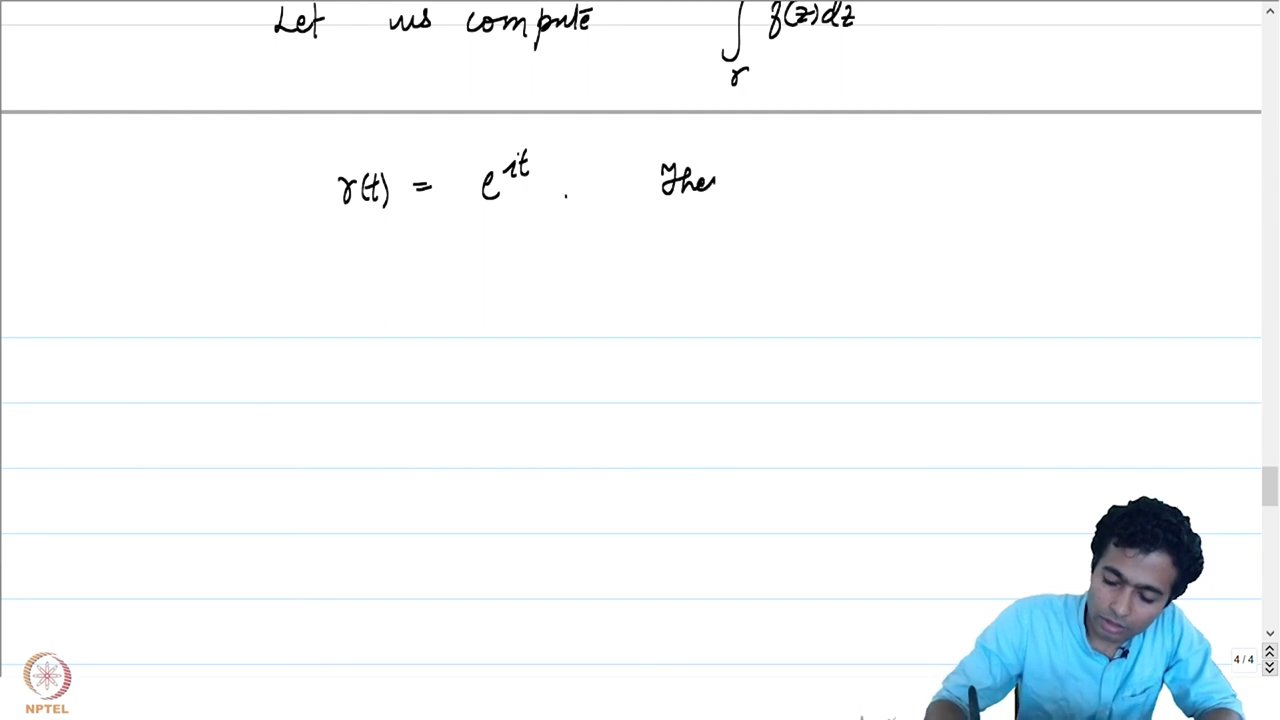 Let us compute ∫_γ f(z)dz
γ(t) = e^{it} . The
4 / 4
NPTEL